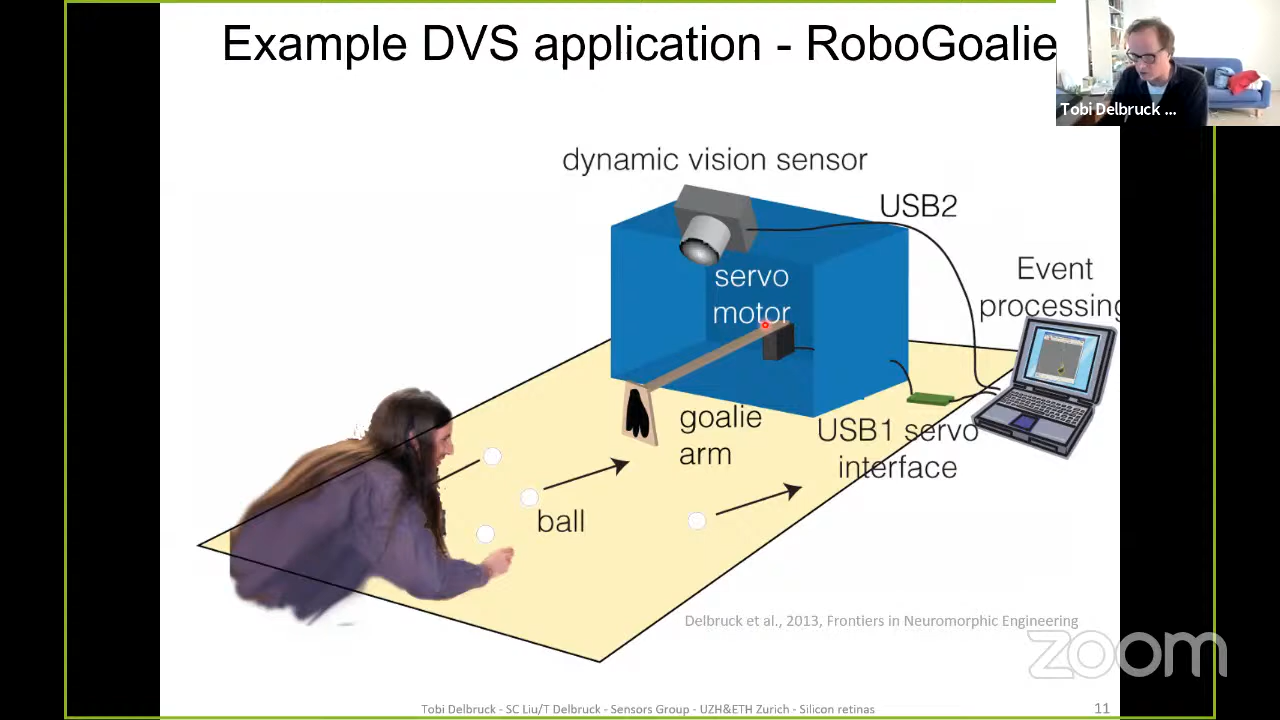 Example DVS application - RoboGoalie
Tobi Delbruck ...
dynamic vision sensor
USB2
servo
motor
Event
processing
goalie
arm
USB1 servo
interface
ball
Delbruck et al., 2013, Frontiers in Neuromorphic Engineering
zoom
Tobi Delbruck - SC Liu/T Delbruck - Sensors Group - UZH&ETH Zurich - Silicon retinas
11